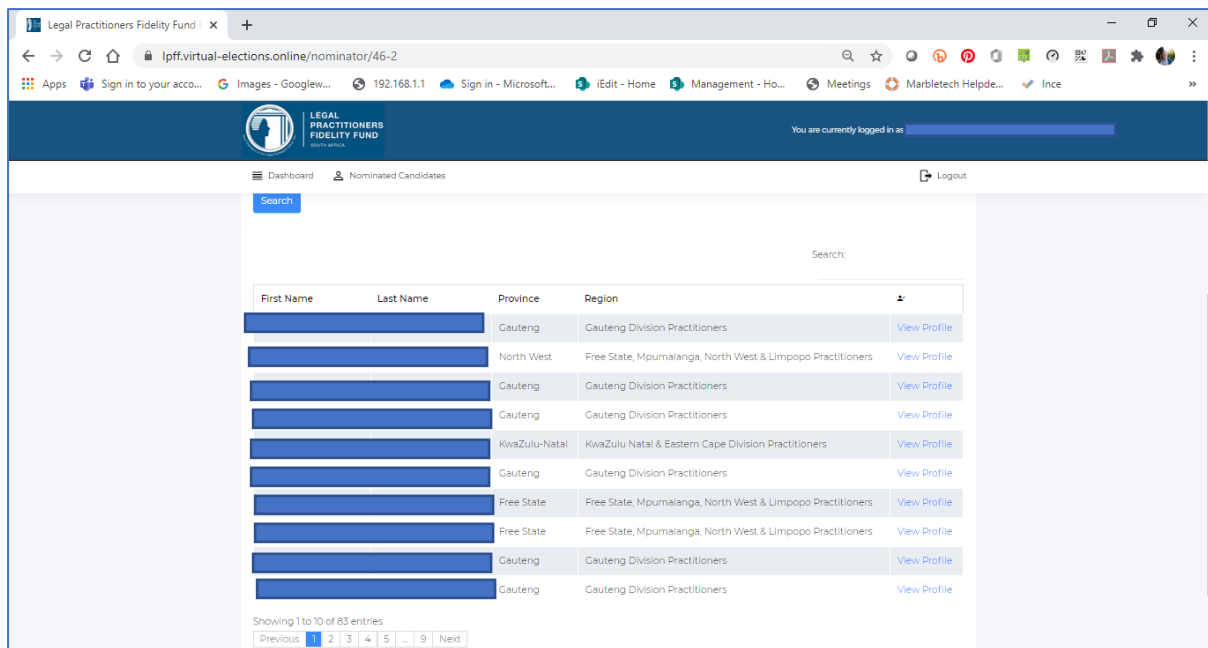 Legal Practitioners Fidelity Fund
lpff.virtual-elections.online/nominator/46-2
Apps Sign in to your acco... Images - Googlew... 192.168.1.1 Sign in - Microsoft... iEdit - Home Management - Ho... Meetings Marbletech Helpde... Ince »
LEGAL
PRACTITIONERS
FIDELITY FUND
SOUTH AFRICA
You are currently logged in as
Dashboard Nominated Candidates Logout
Search
Search:
First Name Last Name Province Region
Gauteng Gauteng Division Practitioners View Profile
North West Free State, Mpumalanga, North West & Limpopo Practitioners View Profile
Gauteng Gauteng Division Practitioners View Profile
Gauteng Gauteng Division Practitioners View Profile
KwaZulu-Natal KwaZulu Natal & Eastern Cape Division Practitioners View Profile
Gauteng Gauteng Division Practitioners View Profile
Free State Free State, Mpumalanga, North West & Limpopo Practitioners View Profile
Free State Free State, Mpumalanga, North West & Limpopo Practitioners View Profile
Gauteng Gauteng Division Practitioners View Profile
Gauteng Gauteng Division Practitioners View Profile
Showing 1 to 10 of 83 entries
Previous 1 2 3 4 5 ... 9 Next